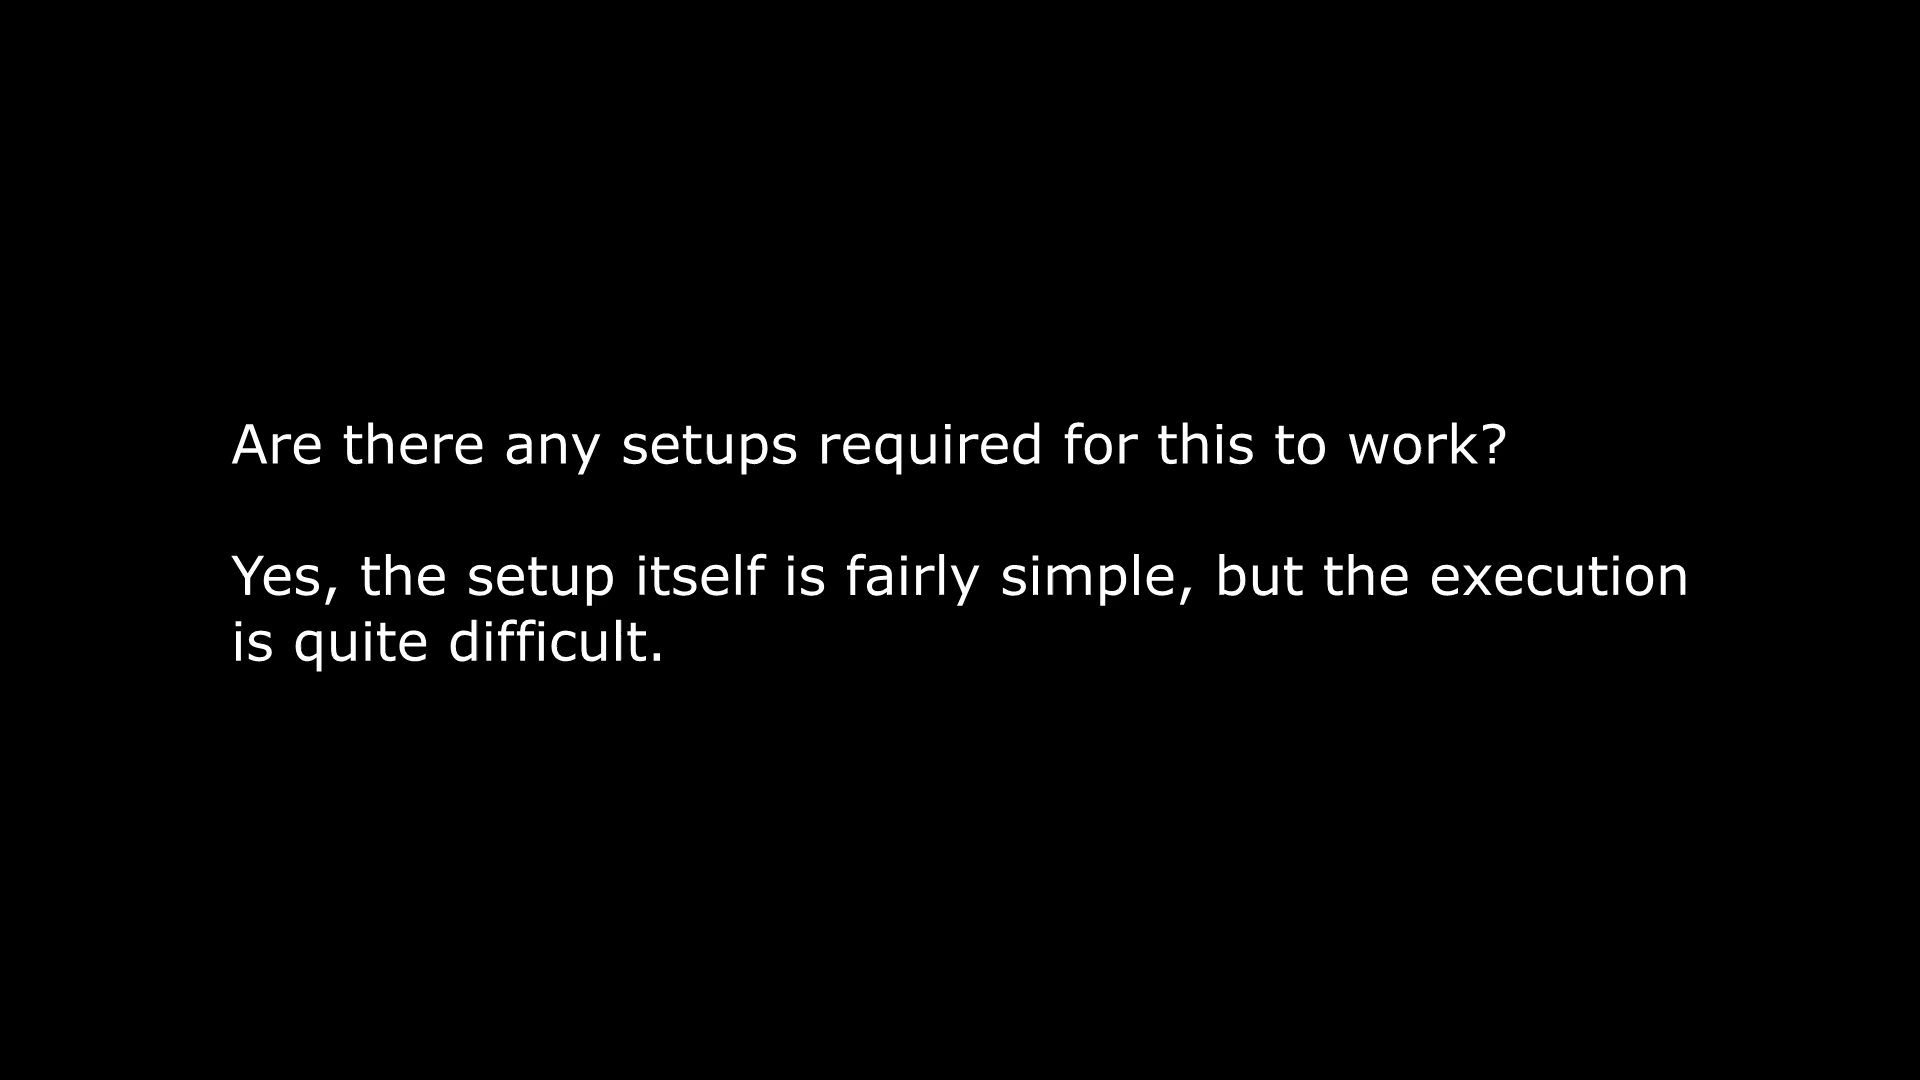 Are there any setups required for this to work?
Yes, the setup itself is fairly simple, but the execution
is quite difficult.